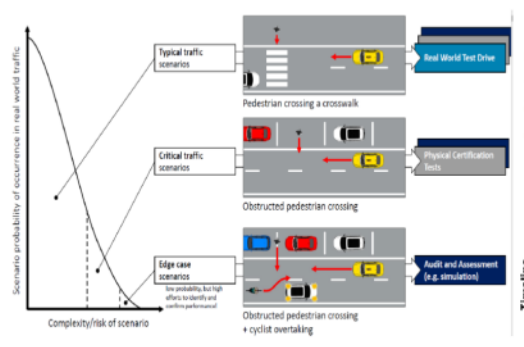 Scenario probability of occurrence in real world traffic
Complexity/risk of scenario
Typical traffic
scenarios
Pedestrian crossing a crosswalk
Real World Test Drive
Critical traffic
scenarios
Obstructed pedestrian crossing
Physical Certification
Tests
Edge case
scenarios
low probability, but high
efforts to identify and
confirm performance!
Obstructed pedestrian crossing
+ cyclist overtaking
Audit and Assessment
(e.g. simulation)
Timeline